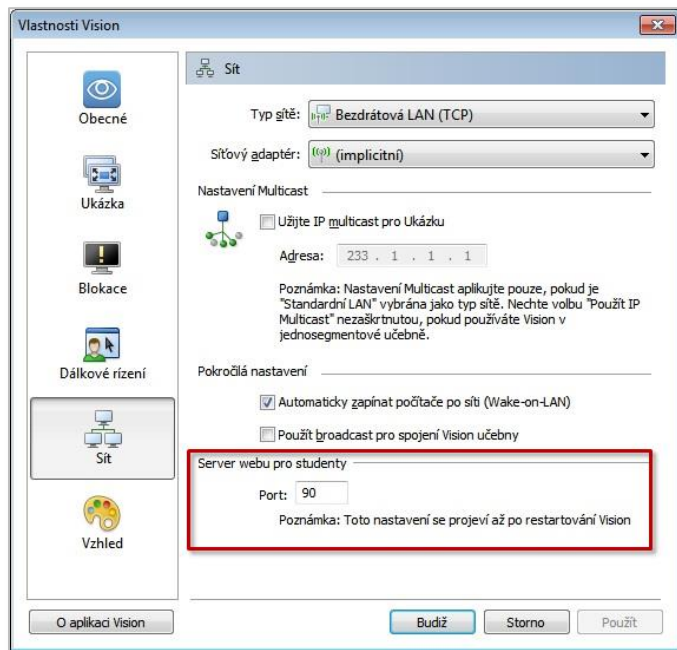 Vlastnosti Vision
Obecné
Ukázka
Blokace
Dálkové rízení
Sít
Vzhled
O aplikaci Vision
Sít
Typ sítě: Bezdrátová LAN (TCP)
Síťový adaptér: (implicitní)
Nastavení Multicast
Užijte IP multicast pro Ukázku
Adresa: 233 . 1 . 1 . 1
Poznámka: Nastavení Multicast aplikujte pouze, pokud je
"Standardní LAN" vybrána jako typ sítě. Nechte volbu "Použít IP
Multicast" nezaškrtnutou, pokud používáte Vision v
jednosegmentové učebně.
Pokročilá nastavení
Automaticky zapínat počítače po síti (Wake-on-LAN)
Použít broadcast pro spojení Vision učebny
Server webu pro studenty
Port: 90
Poznámka: Toto nastavení se projeví až po restartování Vision
Budiž
Storno
Použít